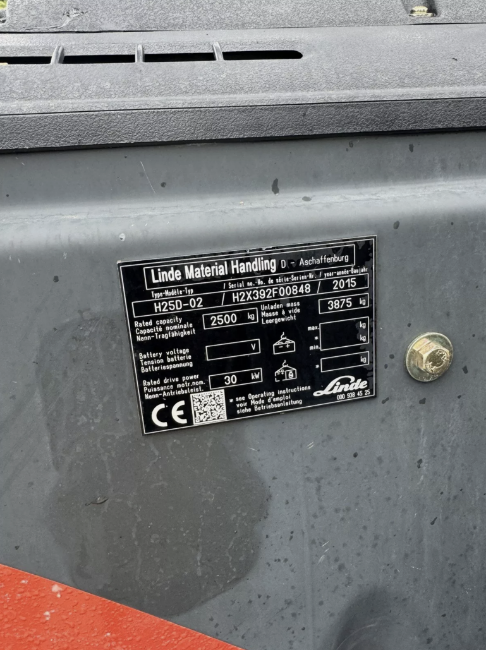 Linde Material Handling D - Aschaffenburg
Type-Modèle-Typ / Serial no.-No. de série-Serien-Nr. / year-année-Baujahr
H25D-02 / H2X392F00848 / 2015
Rated capacity
Capacité nominale
Nenn-Tragfähigkeit
2500 kg
Unladen mass
Masse à vide
Leergewicht
3875 kg
Battery voltage
Tension batterie
Batteriespannung
V
max. kg
*
min. kg
Rated drive power
Puissance motr.nom.
Nenn-Antriebsleist.
30 kW
* kg
CE
* see Operating instructions
voir Mode d'emploi
siehe Betriebsanleitung
Linde
000 938 45 25